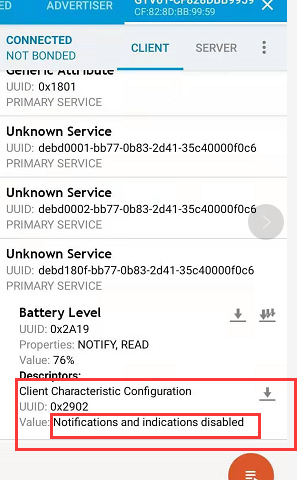 ED
ADVERTISER
CF:82:8D:BB:99:59
CONNECTED
NOT BONDED
CLIENT
SERVER
Generic Attribute
UUID: 0x1801
PRIMARY SERVICE
Unknown Service
UUID: debd0001-bb77-0b83-2d41-35c40000f0c6
PRIMARY SERVICE
Unknown Service
UUID: debd0002-bb77-0b83-2d41-35c40000f0c6
PRIMARY SERVICE
Unknown Service
UUID: debd180f-bb77-0b83-2d41-35c40000f0c6
PRIMARY SERVICE
Battery Level
UUID: 0x2A19
Properties: NOTIFY, READ
Value: 76%
Descriptors:
Client Characteristic Configuration
UUID: 0x2902
Value: Notifications and indications disabled